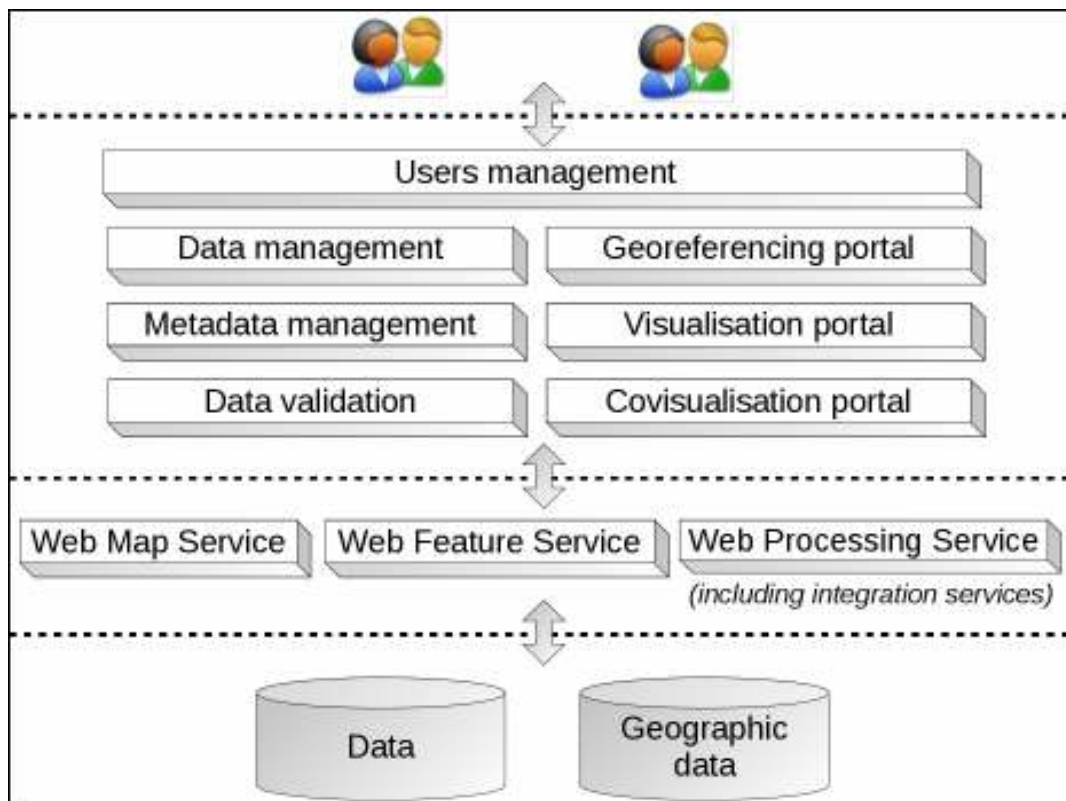 Users management
Data management
Georeferencing portal
Metadata management
Visualisation portal
Data validation
Covisualisation portal
Web Map Service
Web Feature Service
Web Processing Service
(including integration services)
Data
Geographic
data